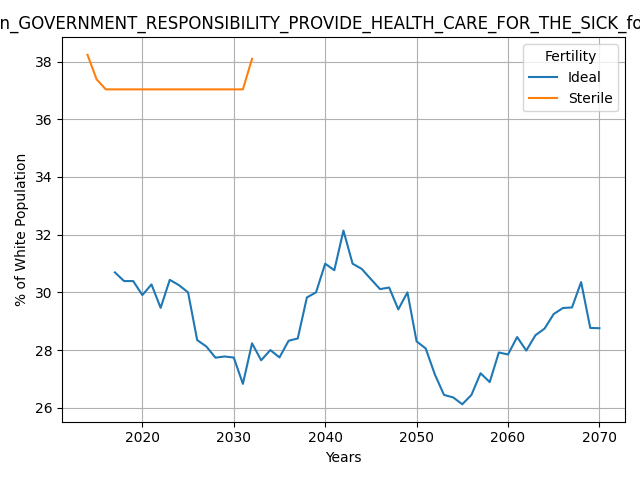 n_GOVERNMENT_RESPONSIBILITY_PROVIDE_HEALTH_CARE_FOR_THE_SICK_fo
Fertility
Ideal
Sterile
38
36
34
32
30
28
26
% of White Population
2020
2030
2040
2050
2060
2070
Years